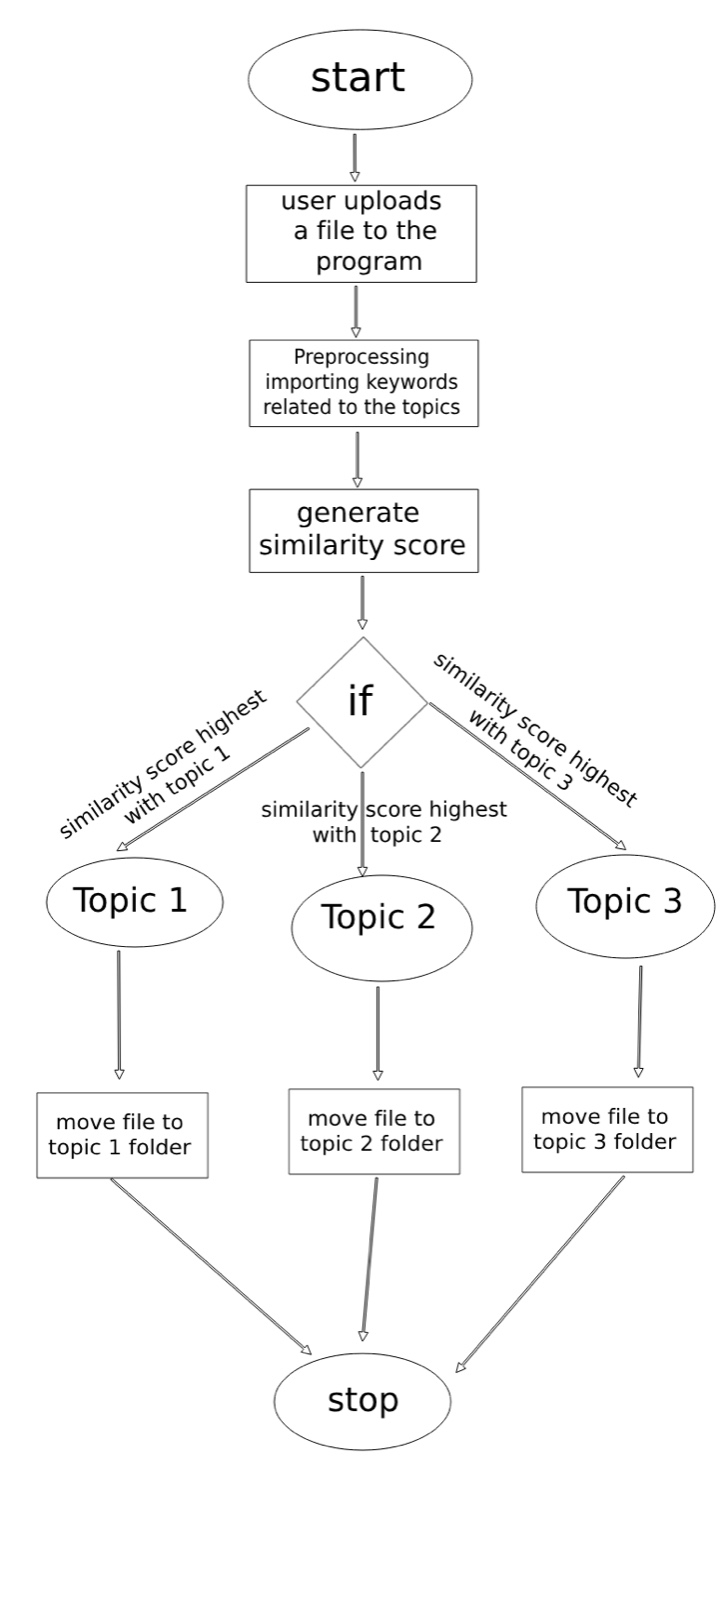 start
user uploads
a file to the
program
Preprocessing
importing keywords
related to the topics
generate
similarity score
if
similarity score highest
with topic 1
similarity score highest
with topic 2
similarity score highest
with topic 3
Topic 1
Topic 2
Topic 3
move file to
topic 1 folder
move file to
topic 2 folder
move file to
topic 3 folder
stop